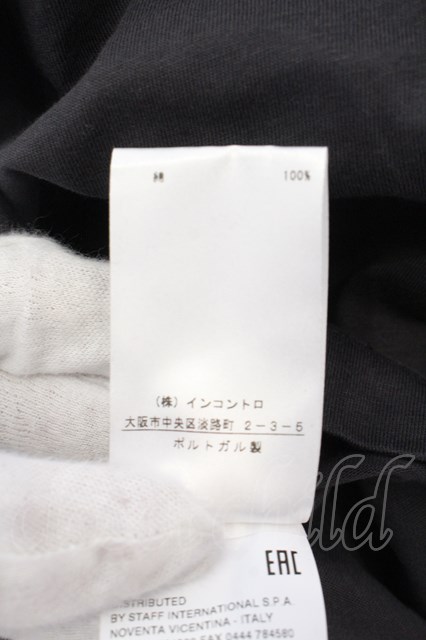 綿 100%
(株) インコントロ
大阪市中央区淡路町 2-3-5
ポルトガル製
EAC
DISTRIBUTED
BY STAFF INTERNATIONAL S.P.A.
NOVENTA VICENTINA - ITALY
FAX 0444 784580